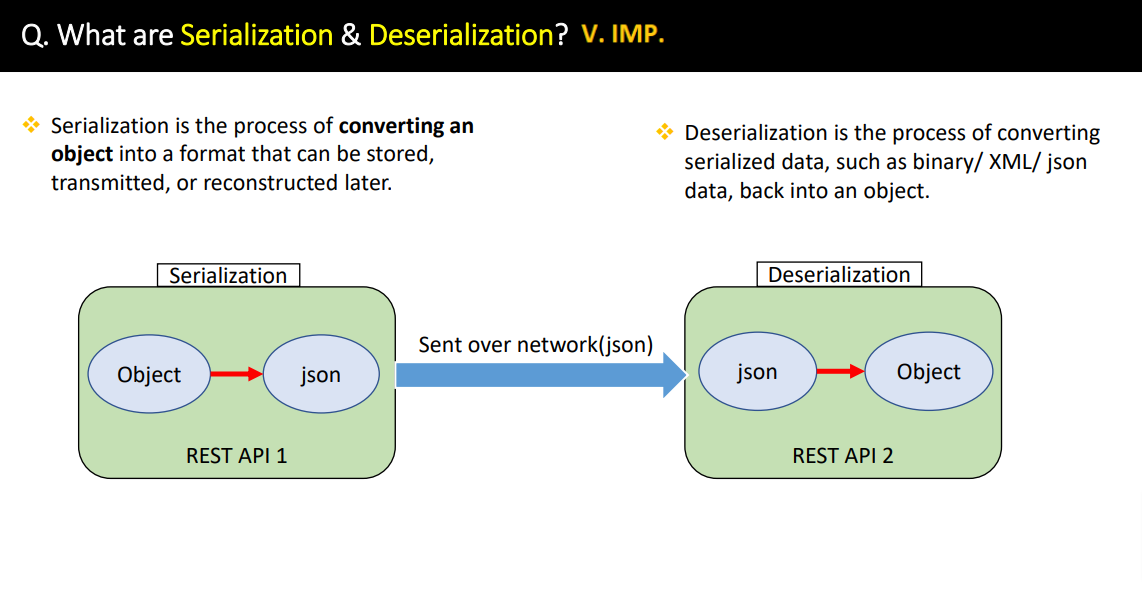 Q. What are Serialization & Deserialization? V. IMP.
Serialization is the process of converting an
object into a format that can be stored,
transmitted, or reconstructed later.
Deserialization is the process of converting
serialized data, such as binary/ XML/ json
data, back into an object.
Serialization
Object
json
REST API 1
Sent over network(json)
Deserialization
json
Object
REST API 2